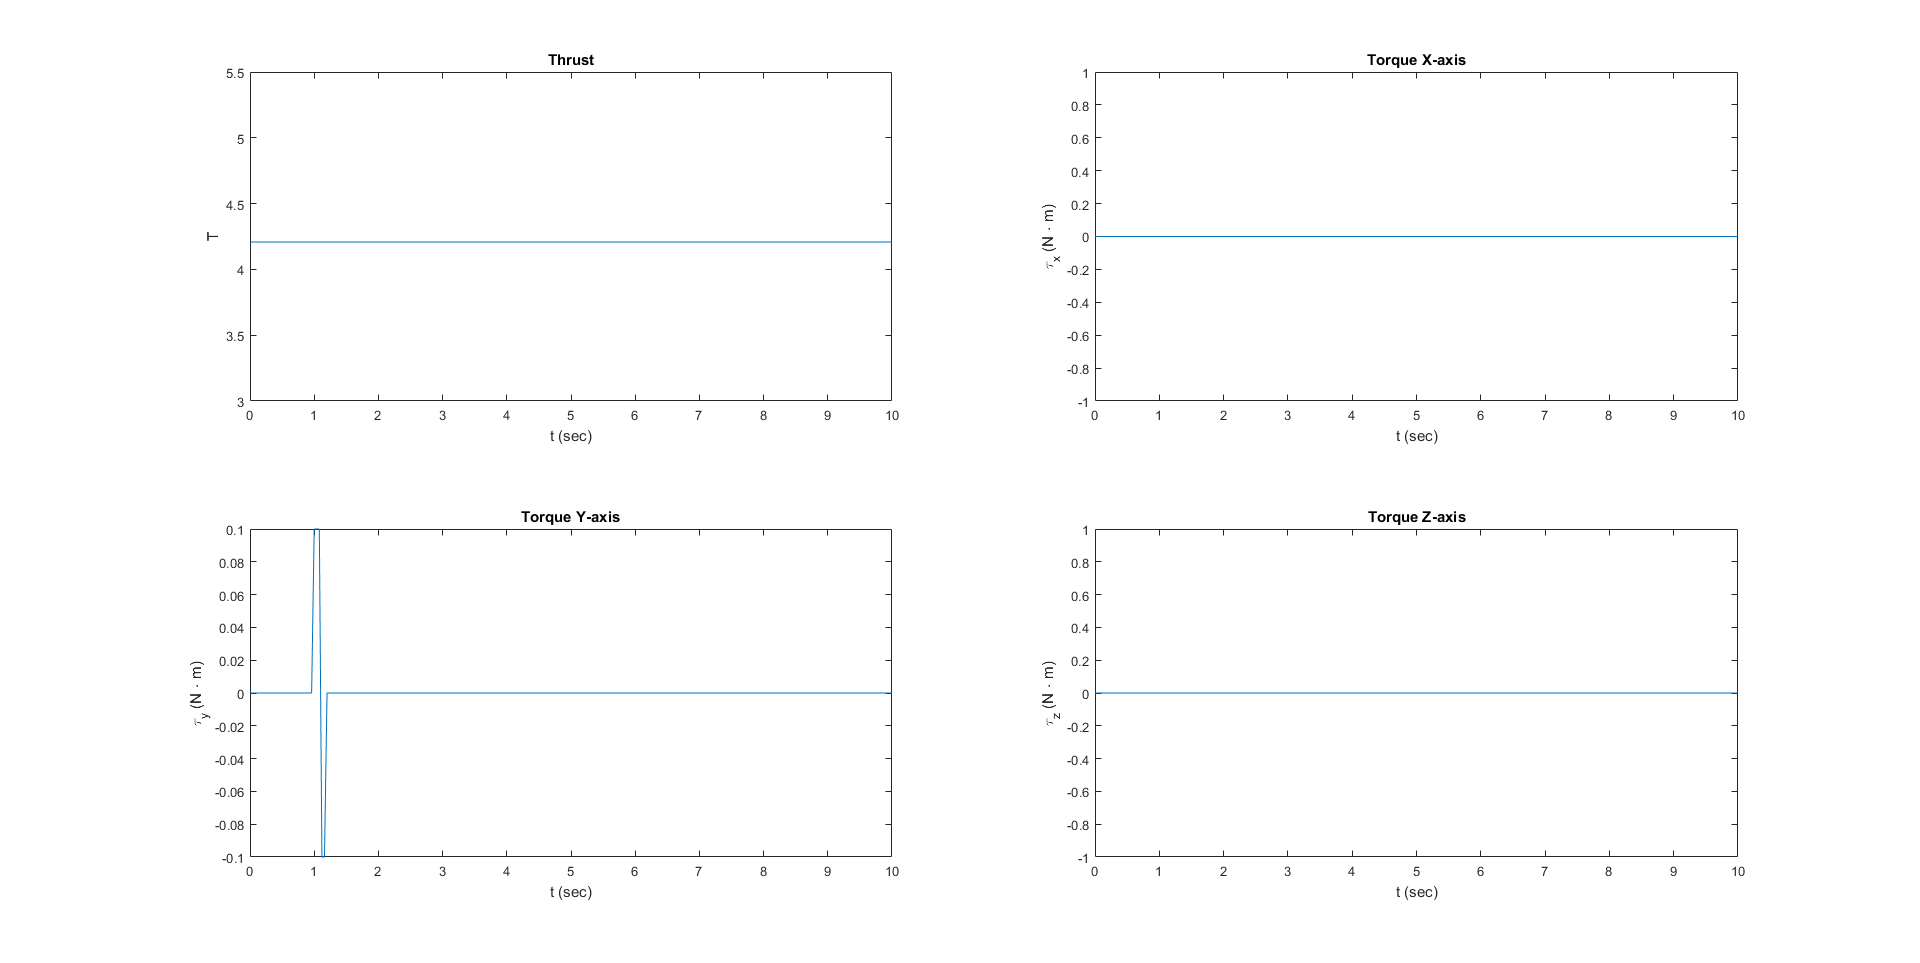 Thrust
5.5
5
4.5
4
3.5
3
T
0 1 2 3 4 5 6 7 8 9 10
t (sec)
Torque X-axis
1
0.8
0.6
0.4
0.2
0
-0.2
-0.4
-0.6
-0.8
-1
τx (N · m)
0 1 2 3 4 5 6 7 8 9 10
t (sec)
Torque Y-axis
0.1
0.08
0.06
0.04
0.02
0
-0.02
-0.04
-0.06
-0.08
-0.1
τy (N · m)
0 1 2 3 4 5 6 7 8 9 10
t (sec)
Torque Z-axis
1
0.8
0.6
0.4
0.2
0
-0.2
-0.4
-0.6
-0.8
-1
τz (N · m)
0 1 2 3 4 5 6 7 8 9 10
t (sec)